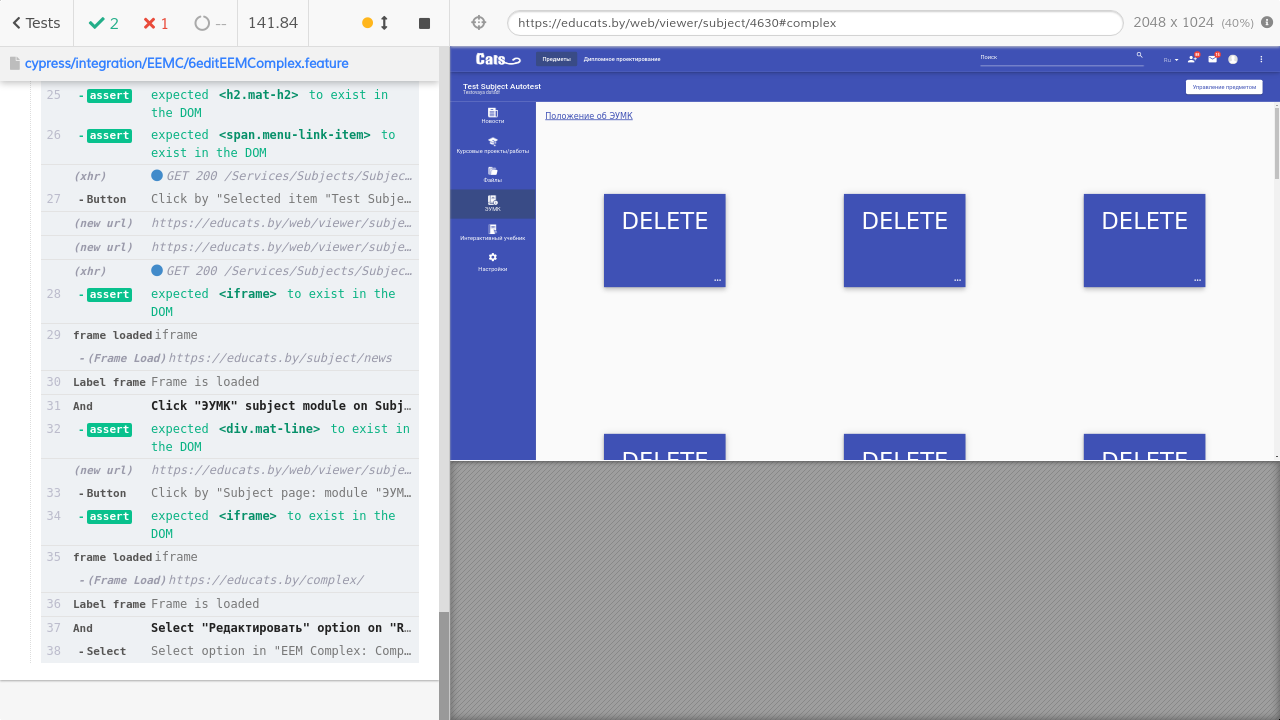 Tests
2
1
--
141.84
https://educats.by/web/viewer/subject/4630#complex
2048 x 1024 (40%)
cypress/integration/EEMC/6editEEMComplex.feature
25 - assert expected <h2.mat-h2> to exist in
the DOM
26 - assert expected <span.menu-link-item> to
exist in the DOM
(xhr) GET 200 /Services/Subjects/Subjec…
27 - Button Click by "Selected item "Test Subje…
(new url) https://educats.by/web/viewer/subje…
(new url) https://educats.by/web/viewer/subje…
(xhr) GET 200 /Services/Subjects/Subjec…
28 - assert expected <iframe> to exist in the
DOM
29 frame loaded iframe
- (Frame Load) https://educats.by/subject/news
30 Label frame Frame is loaded
31 And Click "ЭУМК" subject module on Subj…
32 - assert expected <div.mat-line> to exist in
the DOM
(new url) https://educats.by/web/viewer/subje…
33 - Button Click by "Subject page: module "ЭУМ…
34 - assert expected <iframe> to exist in the
DOM
35 frame loaded iframe
- (Frame Load) https://educats.by/complex/
36 Label frame Frame is loaded
37 And Select "Редактировать" option on "R…
38 - Select Select option in "EEM Complex: Comp…
Cats
Предметы
Дипломное проектирование
Поиск
Ru
Test Subject Autotest
Управление предметом
Новости
Курсовые проекты/работы
Файлы
ЭУМК
Интерактивный учебник
Настройки
Положение об ЭУМК
DELETE
...
DELETE
...
DELETE
...
DELETE
DELETE
DELETE